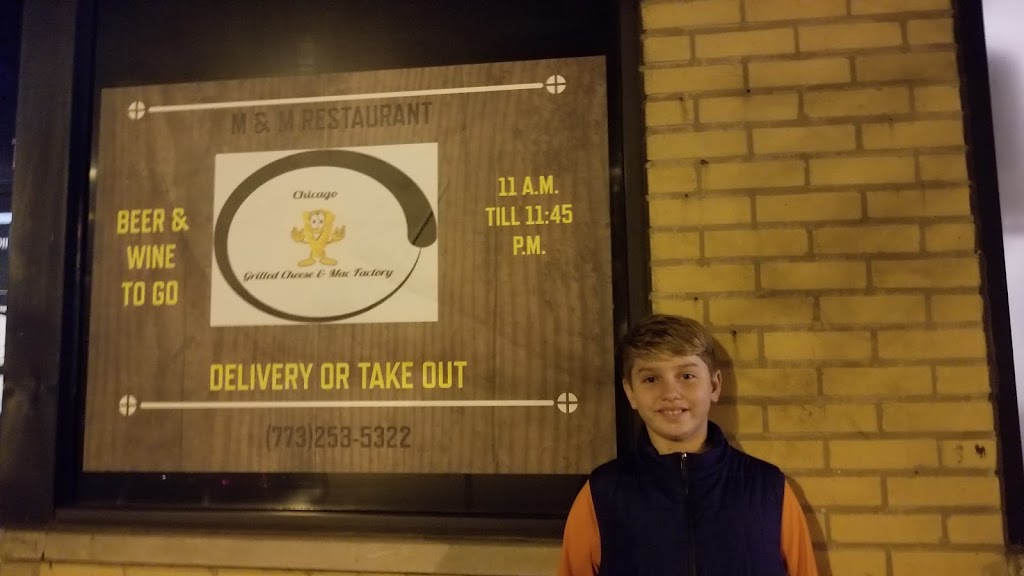 M & M RESTAURANT
BEER &
WINE
TO GO
Chicago
Grilled Cheese & Mac Factory
11 A.M.
TILL 11:45
P.M.
DELIVERY OR TAKE OUT
(773)253-5322